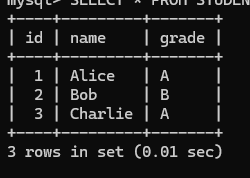 mysql> SELECT * FROM STUDEN
+----+---------+-------+
| id | name    | grade |
+----+---------+-------+
|  1 | Alice   | A     |
|  2 | Bob     | B     |
|  3 | Charlie | A     |
+----+---------+-------+
3 rows in set (0.01 sec)